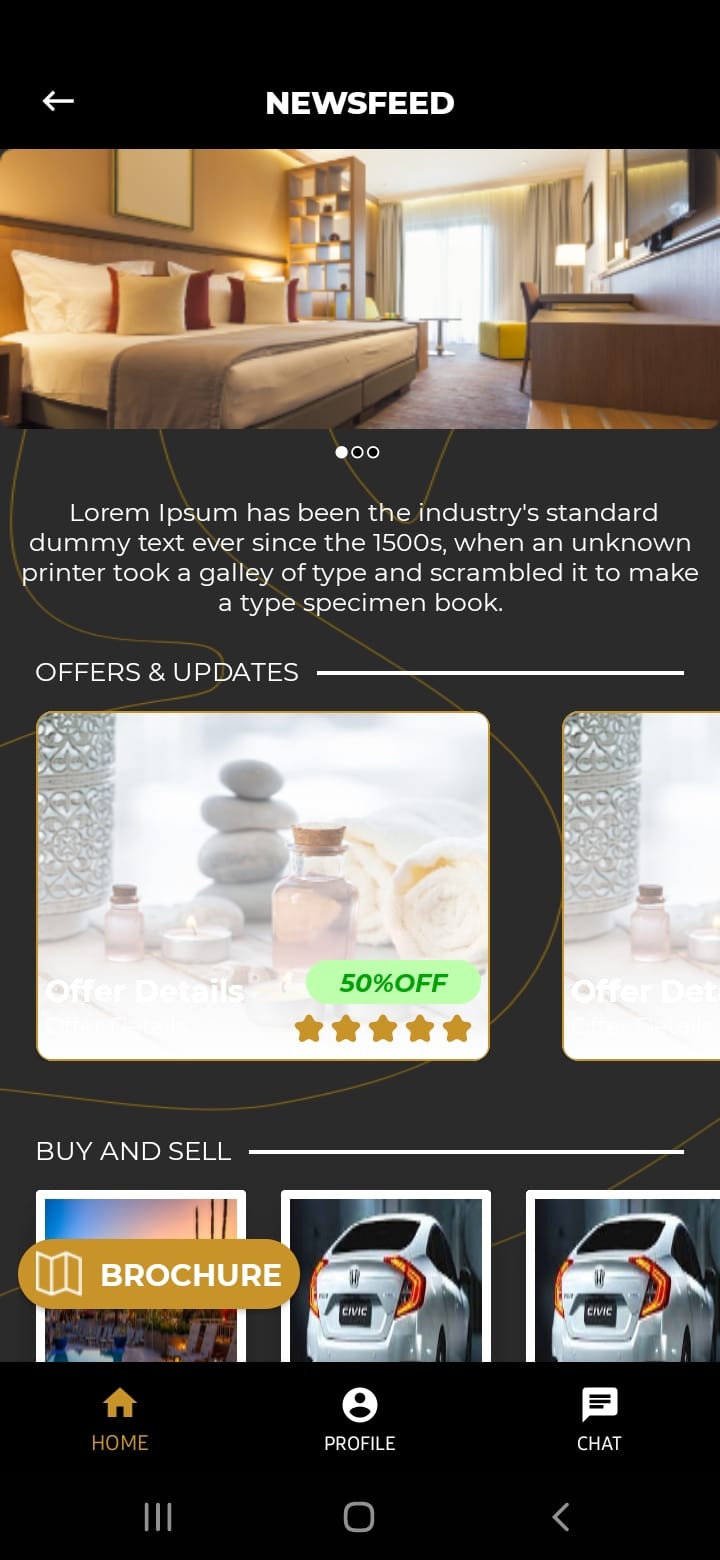 NEWSFEED
Lorem Ipsum has been the industry's standard
dummy text ever since the 1500s, when an unknown
printer took a galley of type and scrambled it to make
a type specimen book.
OFFERS & UPDATES
50%OFF
Offer Details
Offer Details
Offer Det
Offer Details
BUY AND SELL
CIVIC
CIVIC
BROCHURE
HOME
PROFILE
CHAT